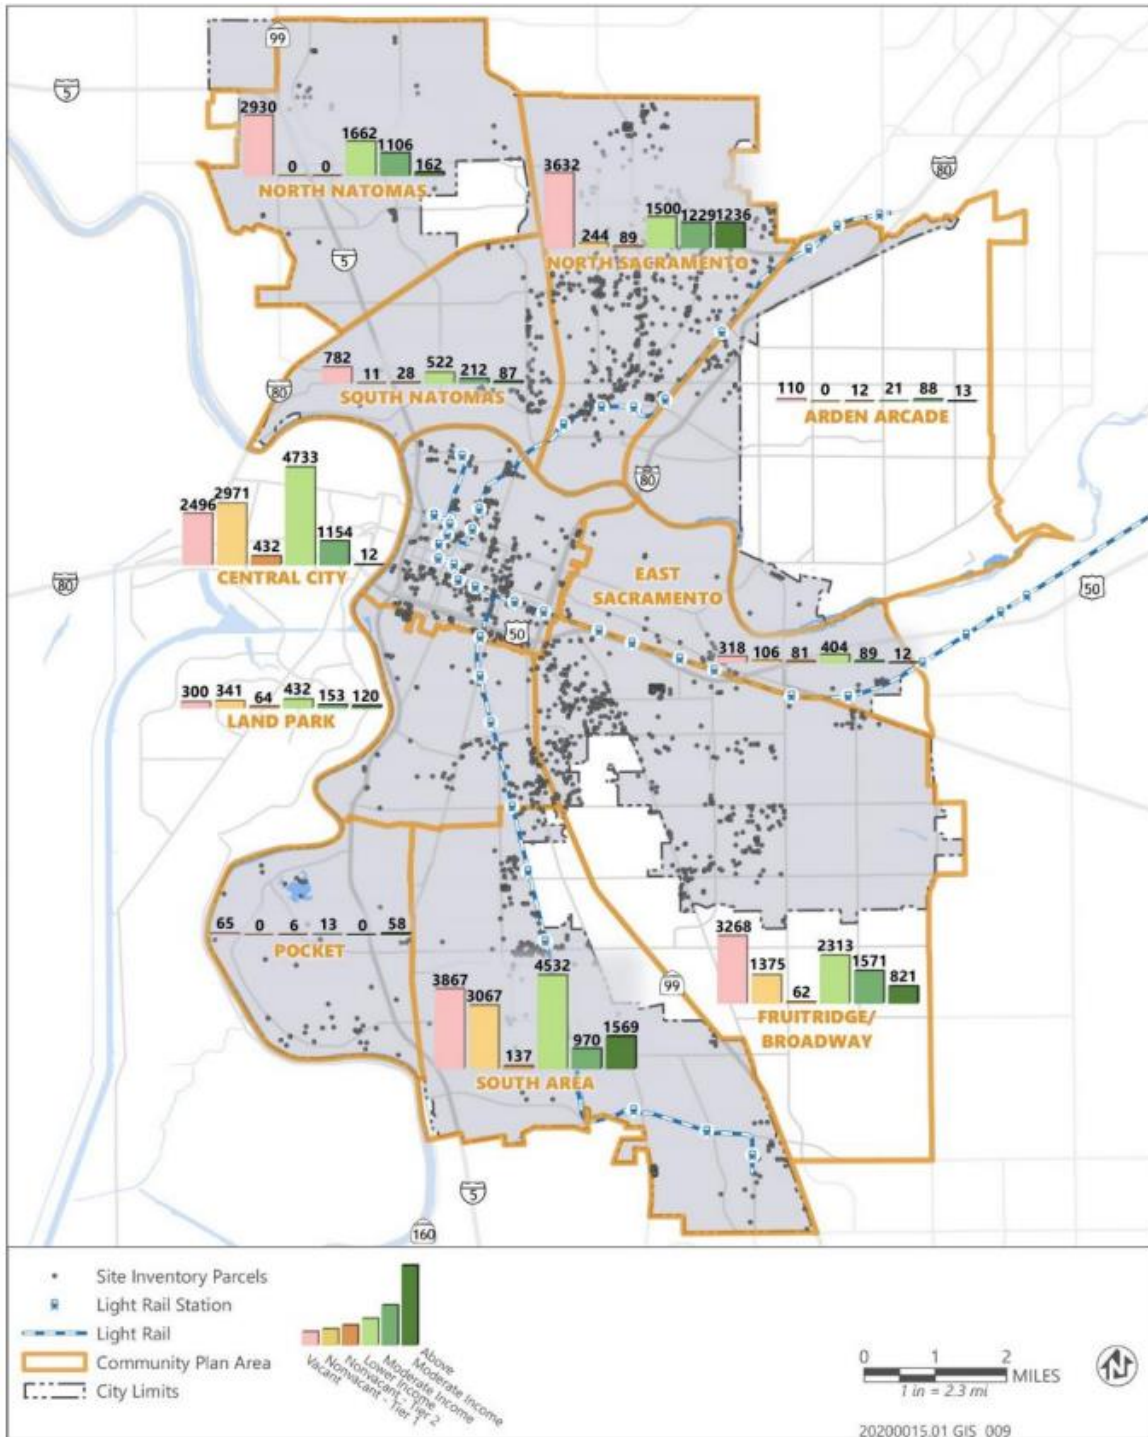 99
5
2930
0 0
1662
1106
162
NORTH NATOMAS
3632
244
89
1500
1229
1236
NORTH SACRAMENTO
80
5
782
11
28
522
212
87
SOUTH NATOMAS
80
110 0 12 21 88 13
ARDEN ARCADE
2496
2971
432
4733
1154
12
CENTRAL CITY
80
80
EAST
SACRAMENTO
50
50
318 106 81 404 89 12
300 341 64 432 153 120
LAND PARK
65 0 6 13 0 58
POCKET
3867
3067
137
4532
970
1569
SOUTH AREA
99
3268
1375
62
2313
1571
821
FRUITRIDGE/
BROADWAY
5
160
Site Inventory Parcels
Light Rail Station
Light Rail
Community Plan Area
City Limits
Vacant
Nonvacant - Tier 1
Nonvacant - Tier 2
Lower Income
Moderate Income
Above
Moderate Income
0 1 2
MILES
1 in = 2.3 mi
N
20200015.01 GIS 009